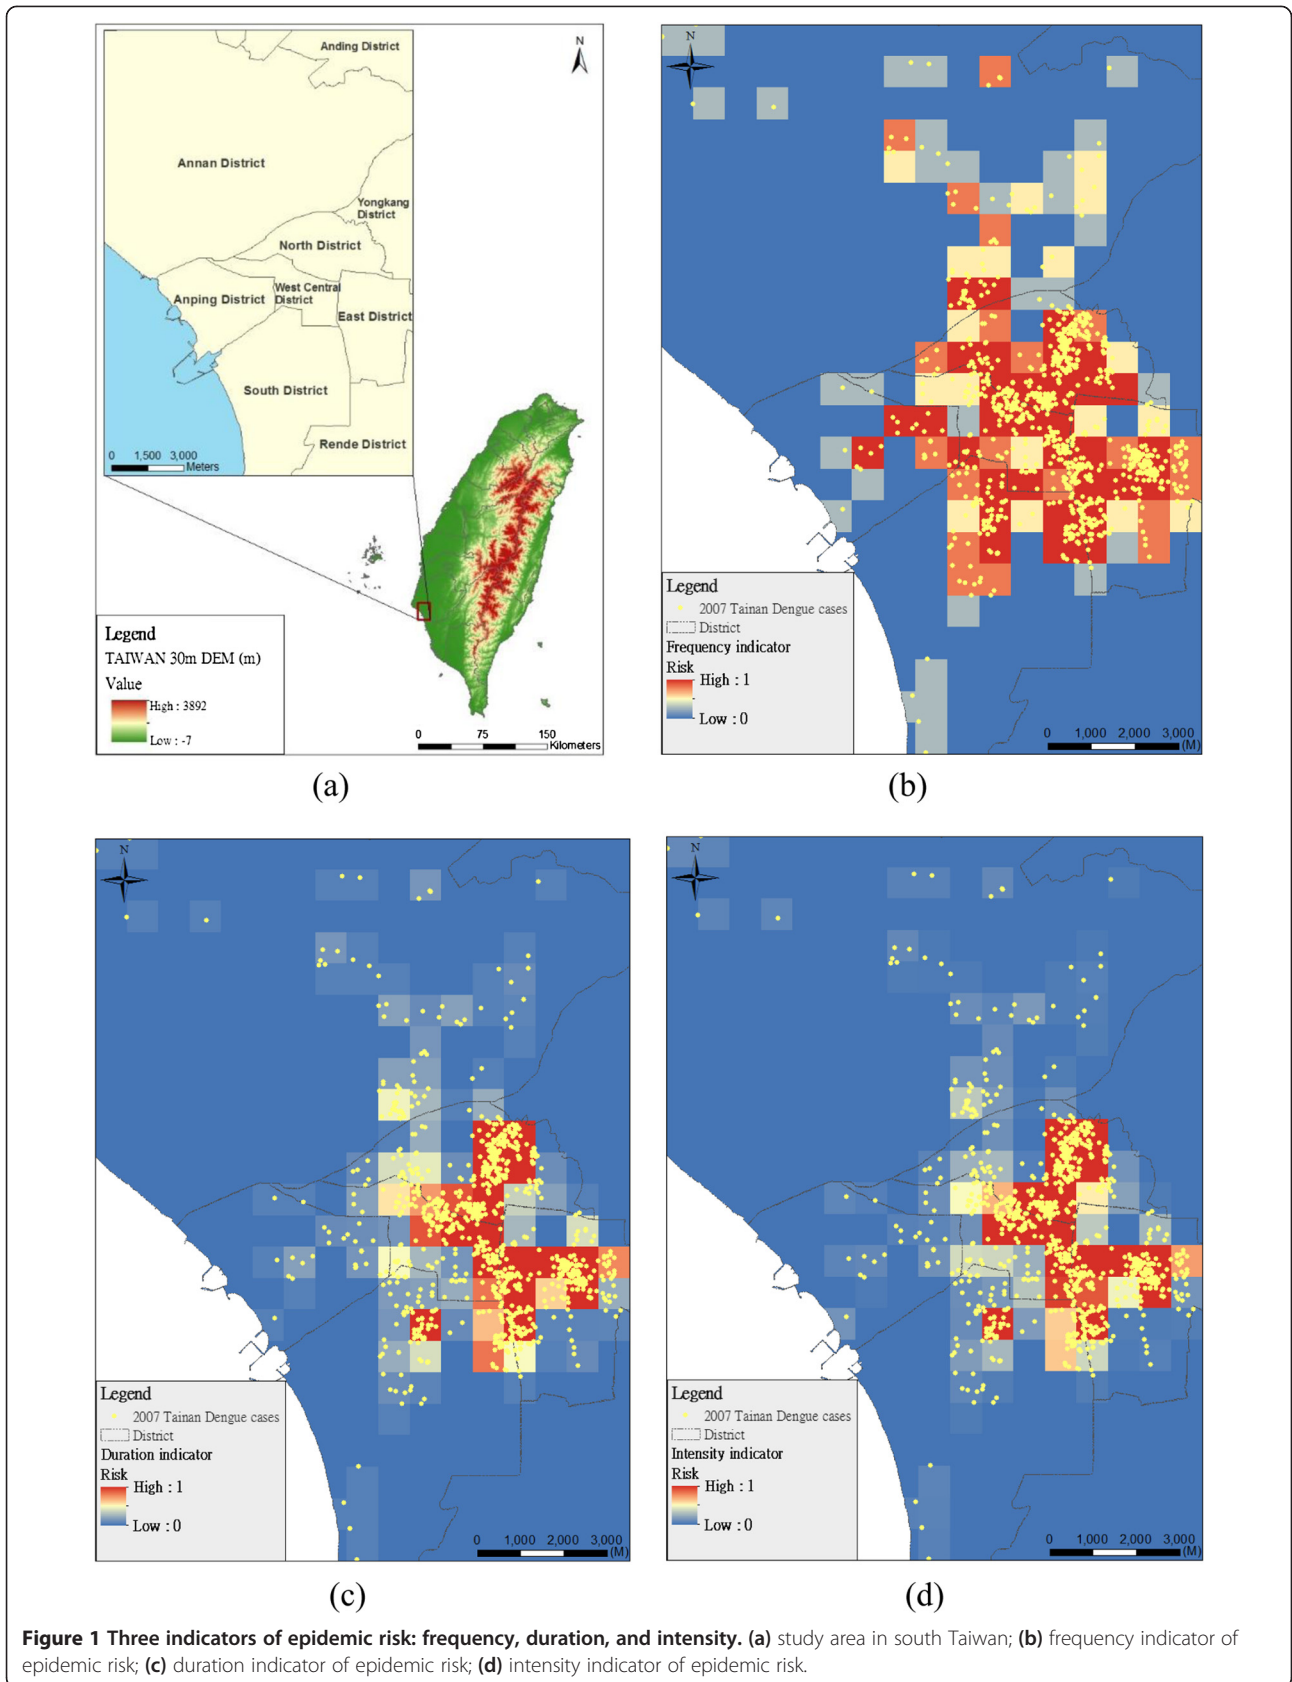 Anding District
N
Annan District
Yongkang
District
North District
West Central
District
Anping District
East District
South District
Rende District
0 1,500 3,000
Meters
Legend
TAIWAN 30m DEM (m)
Value
High : 3892
Low : -7
0 75 150
Kilometers
(a)
N
Legend
2007 Tainan Dengue cases
District
Frequency indicator
Risk
High : 1
Low : 0
0 1,000 2,000 3,000
(M)
(b)
N
Legend
2007 Tainan Dengue cases
District
Duration indicator
Risk
High : 1
Low : 0
0 1,000 2,000 3,000
(M)
(c)
N
Legend
2007 Tainan Dengue cases
District
Intensity indicator
Risk
High : 1
Low : 0
0 1,000 2,000 3,000
(M)
(d)
Figure 1 Three indicators of epidemic risk: frequency, duration, and intensity. (a) study area in south Taiwan; (b) frequency indicator of
epidemic risk; (c) duration indicator of epidemic risk; (d) intensity indicator of epidemic risk.